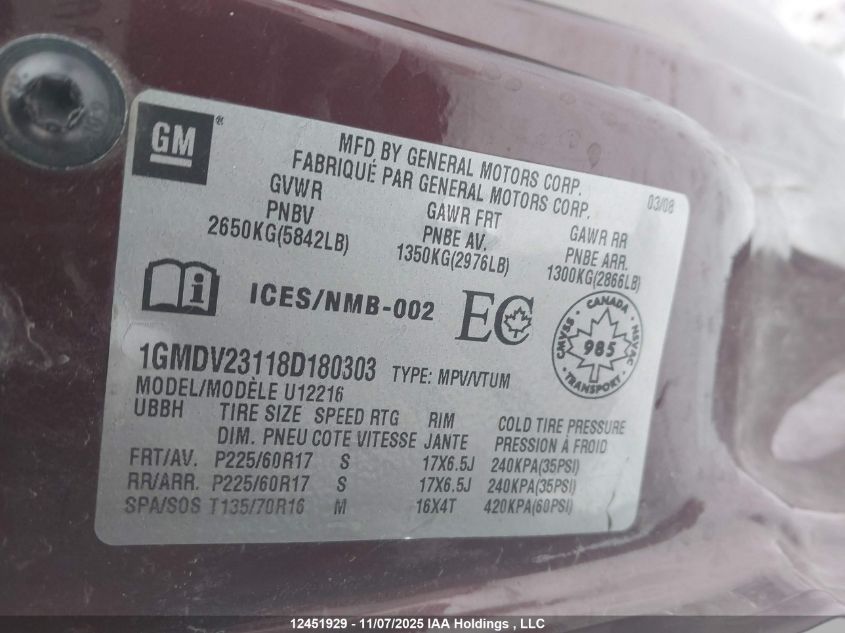 GM®
MFD BY GENERAL MOTORS CORP.
FABRIQUÉ PAR GENERAL MOTORS CORP.
03/08
GVWR GAWR FRT GAWR RR
PNBV PNBE AV. PNBE ARR.
2650KG(5842LB) 1350KG(2976LB) 1300KG(2866LB)
ICES/NMB-002 EC
CANADA
CMVSS 985 NSVAC
TRANSPORT
1GMDV23118D180303 TYPE: MPV/VTUM
MODEL/MODÈLE U12216
UBBH TIRE SIZE SPEED RTG RIM COLD TIRE PRESSURE
DIM. PNEU COTE VITESSE JANTE PRESSION À FROID
FRT/AV. P225/60R17 S 17X6.5J 240KPA(35PSI)
RR/ARR. P225/60R17 S 17X6.5J 240KPA(35PSI)
SPA/SOS T135/70R16 M 16X4T 420KPA(60PSI)
12451929 - 11/07/2025 IAA Holdings , LLC